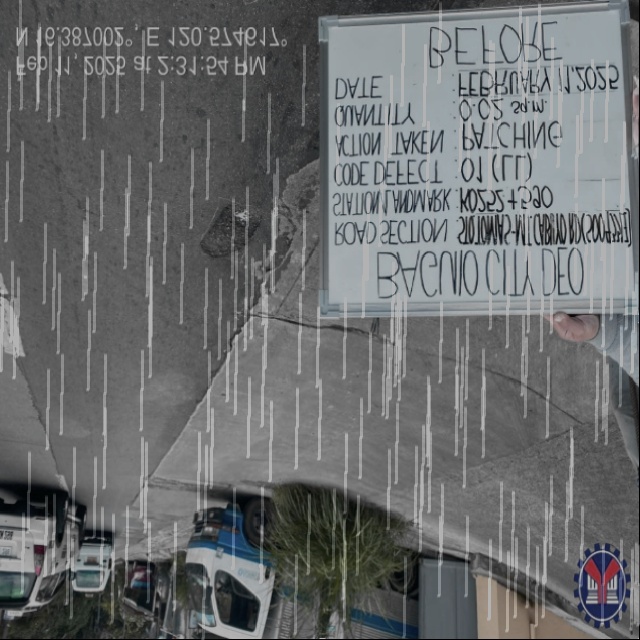 BAGUIO CITY DEO
ROAD SECTION : STO TOMAS-MT CABUYO RD
STATION LANDMARK : K0252+590
CODE DEFECT : 01 (LL)
ACTION TAKEN : PATCHING
QUANTITY : 0.02 sq.m.
DATE : FEBRUARY 11, 2025
BEFORE
Feb 11, 2025 at 2:31:54 PM
N 16.387002°, E 120.574617°